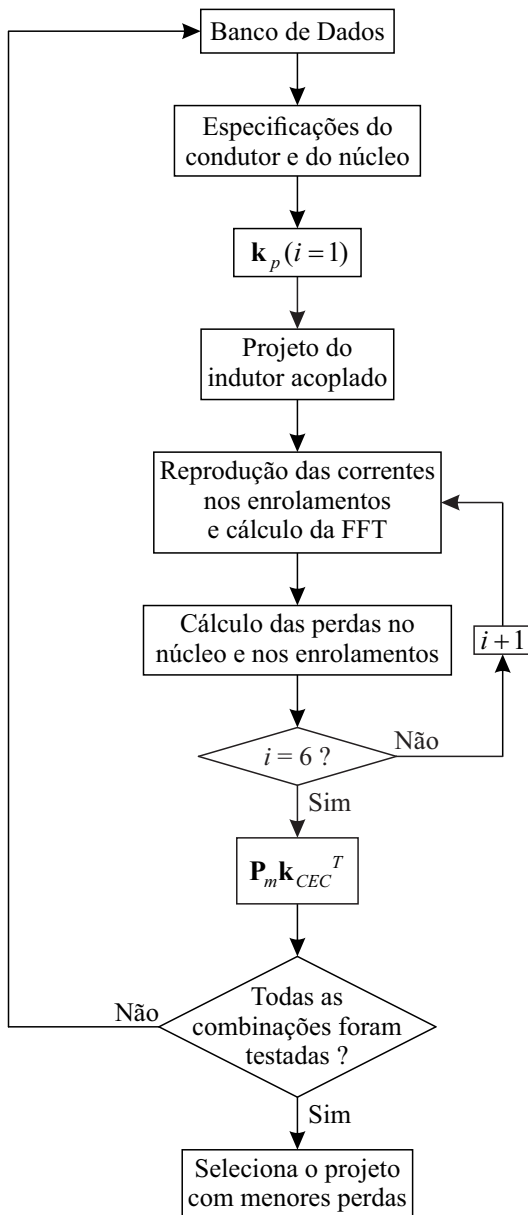 Banco de Dados
Especificações do
condutor e do núcleo
k_p (i = 1)
Projeto do
indutor acoplado
Reprodução das correntes
nos enrolamentos
e cálculo da FFT
Cálculo das perdas no
núcleo e nos enrolamentos
i + 1
i = 6 ?
Não
Sim
P_m k_CEC^T
Não
Todas as
combinações foram
testadas ?
Sim
Seleciona o projeto
com menores perdas